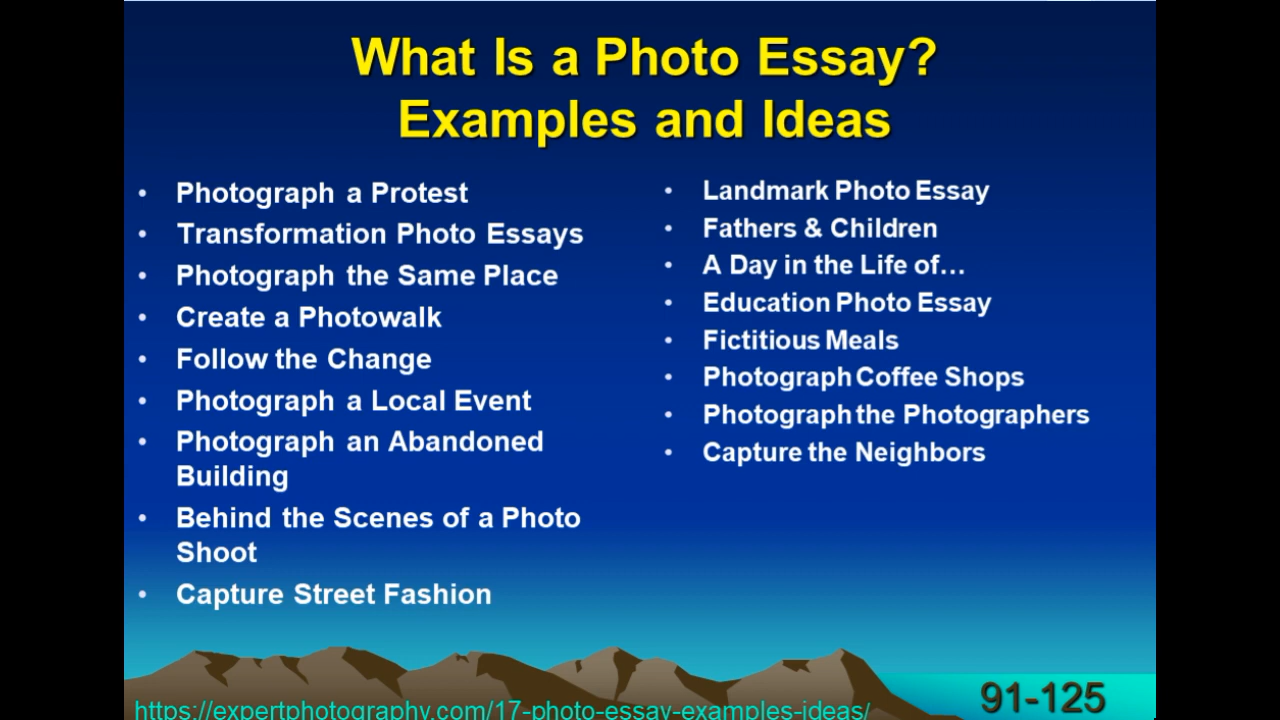 What Is a Photo Essay?
Examples and Ideas
• Photograph a Protest
• Transformation Photo Essays
• Photograph the Same Place
• Create a Photowalk
• Follow the Change
• Photograph a Local Event
• Photograph an Abandoned
Building
• Behind the Scenes of a Photo
Shoot
• Capture Street Fashion
• Landmark Photo Essay
• Fathers & Children
• A Day in the Life of…
• Education Photo Essay
• Fictitious Meals
• Photograph Coffee Shops
• Photograph the Photographers
• Capture the Neighbors
https://expertphotography.com/17-photo-essay-examples-ideas/
91-125